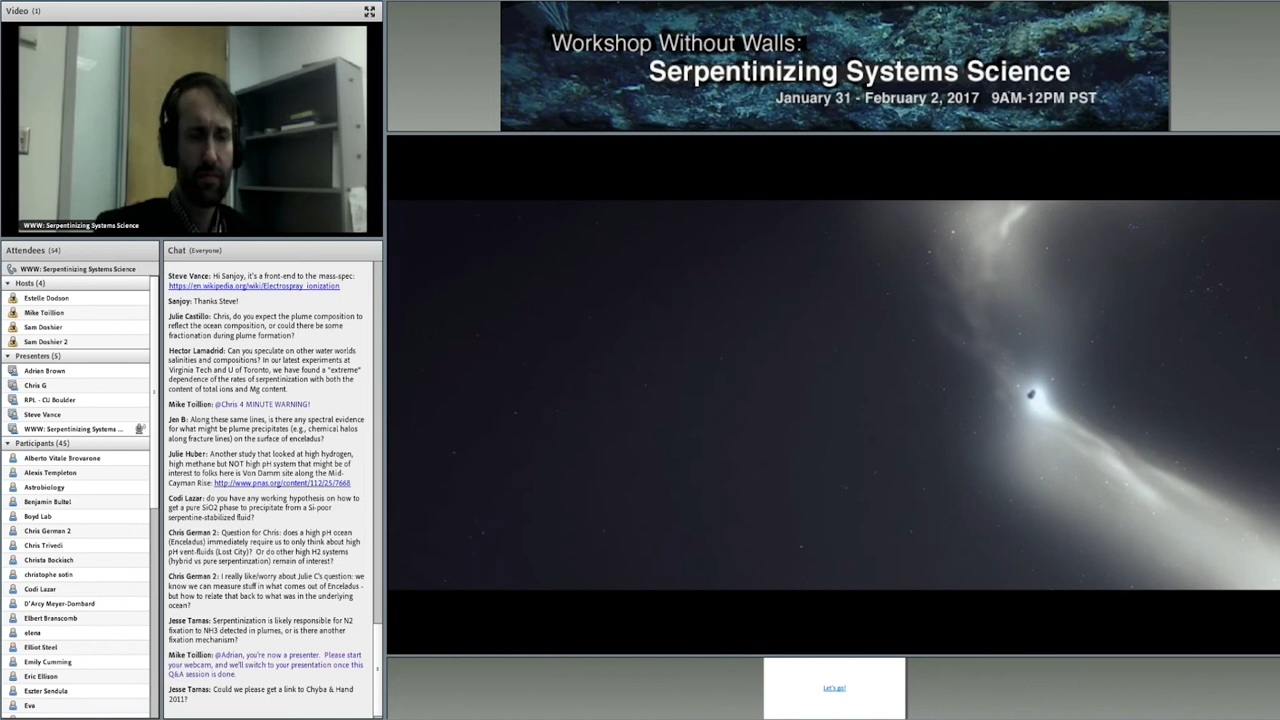 Video (1)
WWW: Serpentinizing Systems Science
Workshop Without Walls:
Serpentinizing Systems Science
January 31 - February 2, 2017 9AM-12PM PST
Attendees (54)
WWW: Serpentinizing Systems Science
Hosts (4)
Estelle Dodson
Mike Toillion
Sam Doshier
Sam Doshier 2
Presenters (5)
Adrian Brown
Chris G
RPL - CU Boulder
Steve Vance
WWW: Serpentinizing Systems ...
Participants (45)
Alberto Vitale Brovarone
Alexis Templeton
Astrobiology
Benjamin Bultel
Boyd Lab
Chris German 2
Chris Trivedi
Christa Bockisch
christophe sotin
Codi Lazar
D'Arcy Meyer-Dombard
Elbert Branscomb
elena
Elliot Steel
Emily Cumming
Eric Ellison
Eszter Sendula
Eva
Chat (Everyone)
Steve Vance: Hi Sanjoy, it's a front-end to the mass-spec:
https://en.wikipedia.org/wiki/Electrospray_ionization
Sanjoy: Thanks Steve!
Julie Castillo: Chris, do you expect the plume composition to
reflect the ocean composition, or could there be some
fractionation during plume formation?
Hector Lamadrid: Can you speculate on other water worlds
salinities and compositions? In our latest experiments at
Virginia Tech and U of Toronto, we have found a "extreme"
dependence of the rates of serpentinization with both the
content of total ions and Mg content.
Mike Toillion: @Chris 4 MINUTE WARNING!
Jen B: Along these same lines, is there any spectral evidence
for what might be plume precipitates (e.g., chemical halos
along fracture lines) on the surface of enceladus?
Julie Huber: Another study that looked at high hydrogen,
high methane but NOT high pH system that might be of
interest to folks here is Von Damm site along the Mid-
Cayman Rise: http://www.pnas.org/content/112/25/7668
Codi Lazar: do you have any working hypothesis on how to
get a pure SiO2 phase to precipitate from a Si-poor
serpentine-stabilized fluid?
Chris German 2: Question for Chris: does a high pH ocean
(Enceladus) immediately require us to only think about high
pH vent-fluids (Lost City)? Or do other high H2 systems
(hybrid vs pure serpentinzation) remain of interest?
Chris German 2: I really like/worry about Julie C's question: we
know we can measure stuff in what comes out of Enceladus -
but how to relate that back to what was in the underlying
ocean?
Jesse Tarnas: Serpentinization is likely responsible for N2
fixation to NH3 detected in plumes, or is there another
fixation mechanism?
Mike Toillion: @Adrian, you're now a presenter. Please start
your webcam, and we'll switch to your presentation once this
Q&A session is done.
Jesse Tarnas: Could we please get a link to Chyba & Hand
2011?
Let's go!